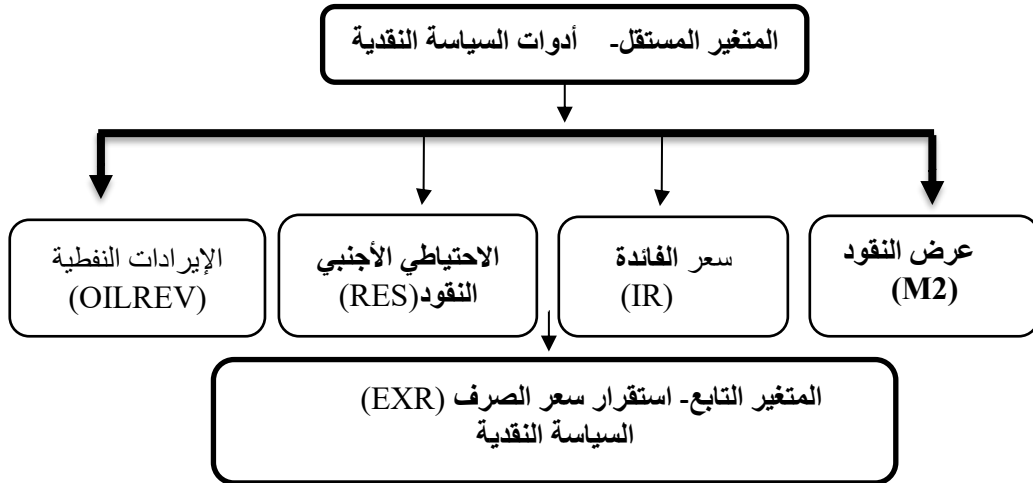 المتغير المستقل- أدوات السياسة النقدية
عرض النقود
(M2)
سعر الفائدة
(IR)
الاحتياطي الأجنبي
النقود(RES)
الإيرادات النفطية
(OILREV)
المتغير التابع- استقرار سعر الصرف (EXR)
السياسة النقدية